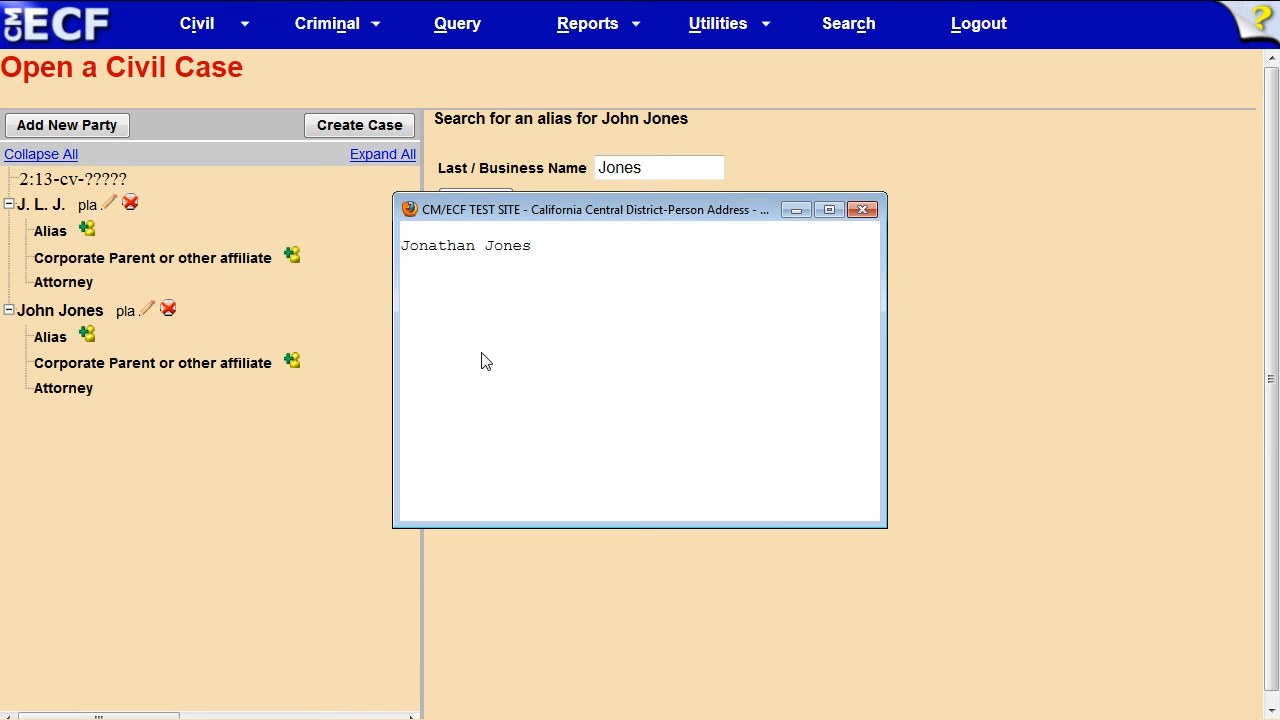 CM ECF Civil Criminal Query Reports Utilities Search Logout ?
Open a Civil Case
Add New Party Create Case
Collapse All Expand All
2:13-cv-?????
J. L. J. pla
Alias
Corporate Parent or other affiliate
Attorney
John Jones pla
Alias
Corporate Parent or other affiliate
Attorney
Search for an alias for John Jones
Last / Business Name Jones
CM/ECF TEST SITE - California Central District-Person Address - ...
Jonathan Jones